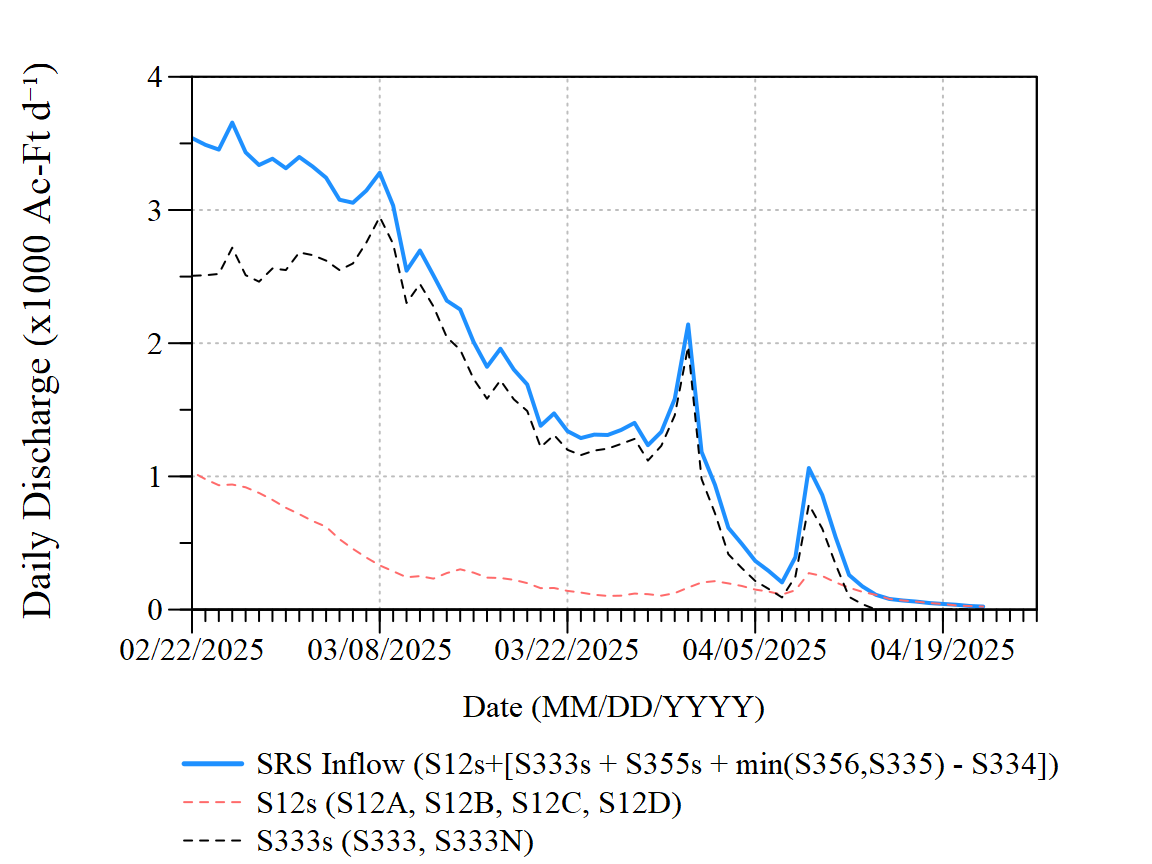 Daily Discharge (x1000 Ac-Ft d⁻¹)
4
3
2
1
0
02/22/2025 03/08/2025 03/22/2025 04/05/2025 04/19/2025
Date (MM/DD/YYYY)
SRS Inflow (S12s+[S333s + S355s + min(S356,S335) - S334])
S12s (S12A, S12B, S12C, S12D)
S333s (S333, S333N)